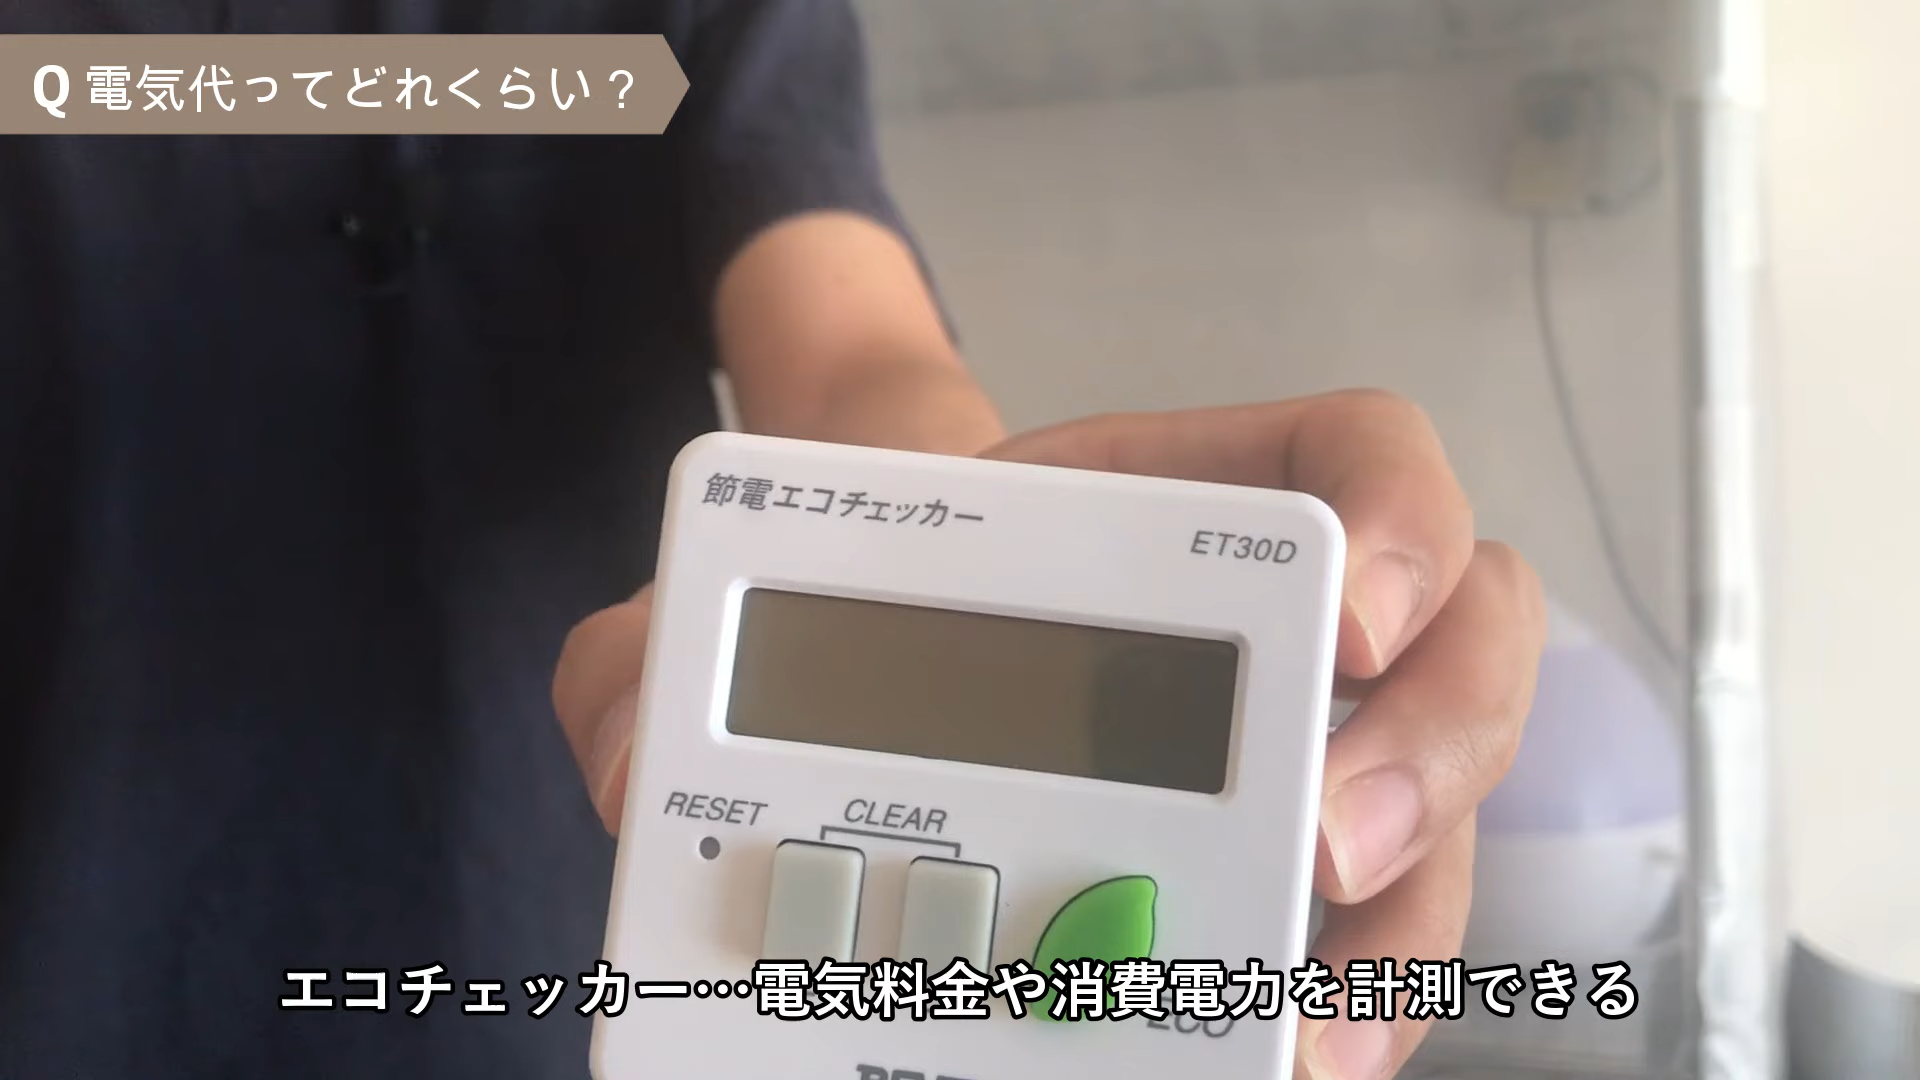 Q 電気代ってどれくらい？
節電エコチェッカー
ET30D
RESET
CLEAR
ECO
エコチェッカー…電気料金や消費電力を計測できる